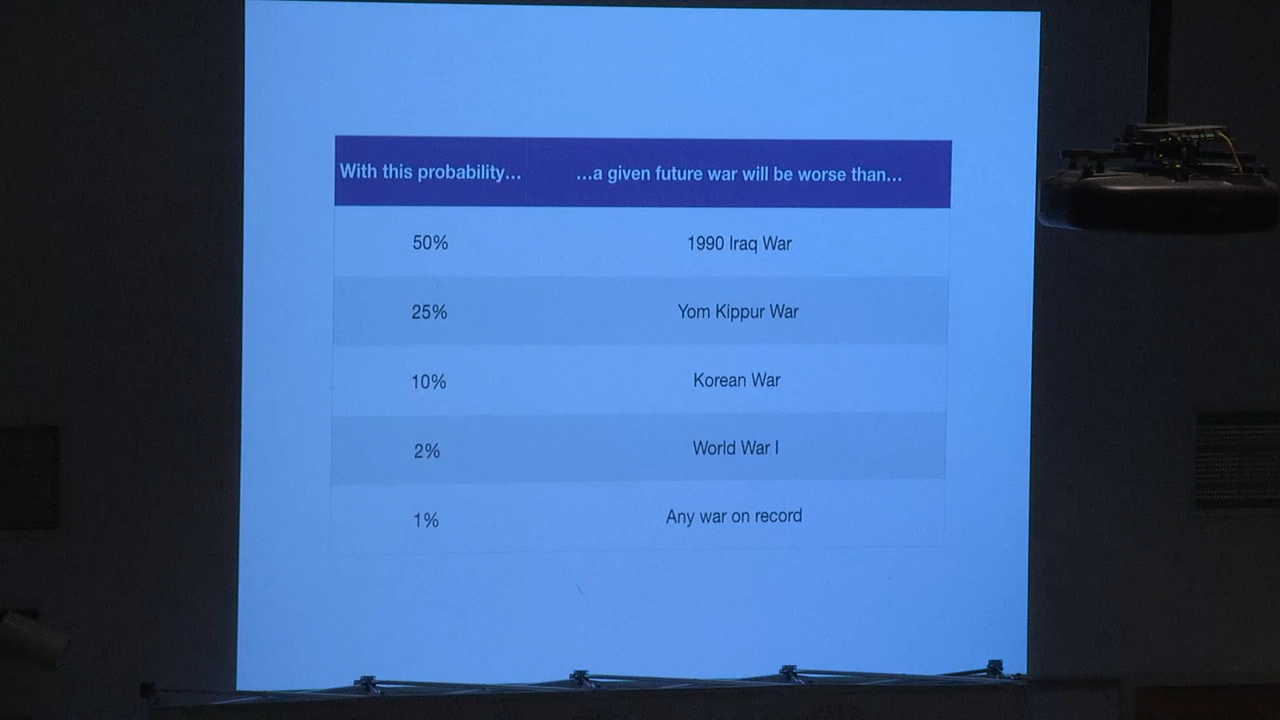 With this probability... ...a given future war will be worse than...
50% 1990 Iraq War
25% Yom Kippur War
10% Korean War
2% World War I
1% Any war on record